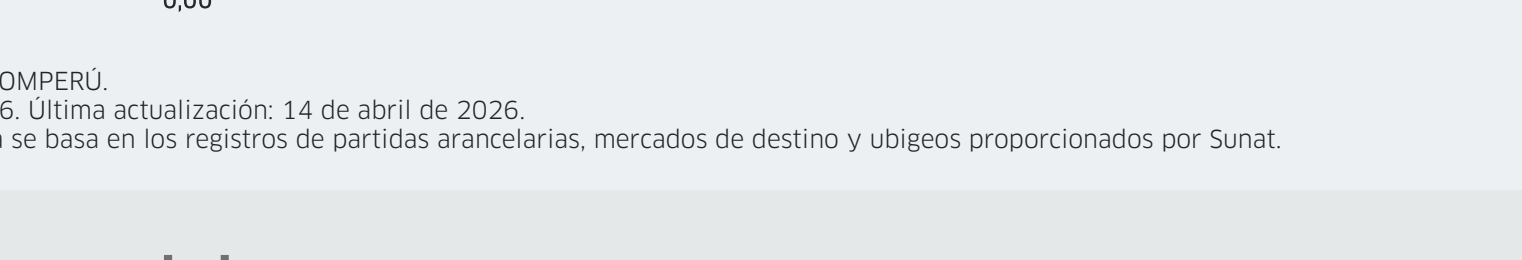 0,00
OMPERÚ.
6. Última actualización: 14 de abril de 2026.
se basa en los registros de partidas arancelarias, mercados de destino y ubigeos proporcionados por Sunat.